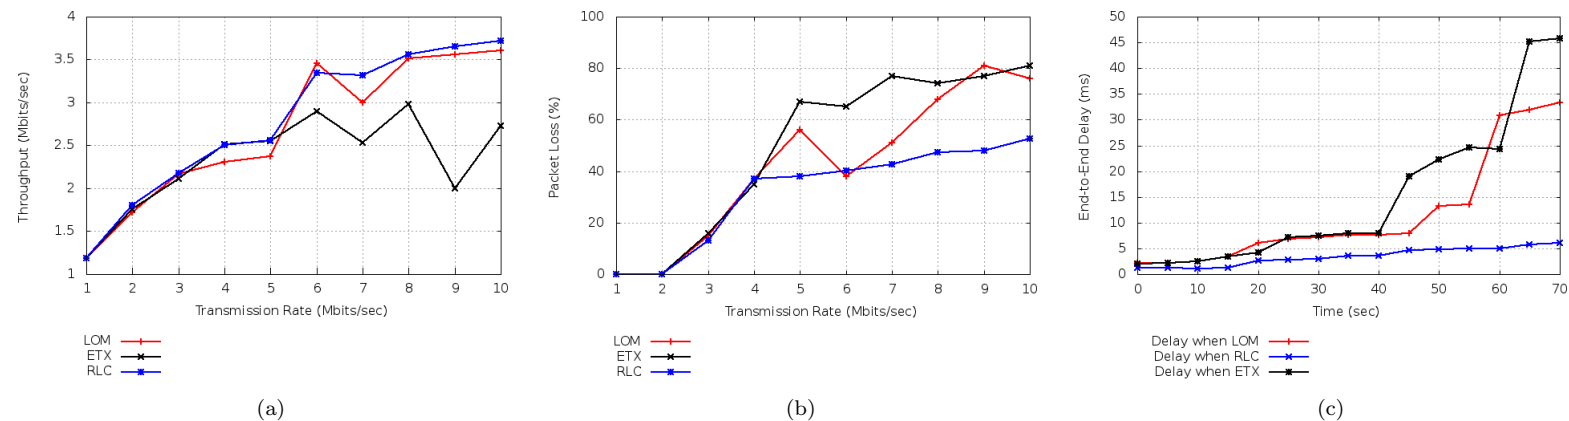 4
3.5
3
2.5
2
1.5
1
Throughput (Mbits/sec)
1 2 3 4 5 6 7 8 9 10
Transmission Rate (Mbits/sec)
LOM
ETX
RLC
(a)
100
80
60
40
20
0
Packet Loss (%)
1 2 3 4 5 6 7 8 9 10
Transmission Rate (Mbits/sec)
LOM
ETX
RLC
(b)
50
45
40
35
30
25
20
15
10
5
0
End-to-End Delay (ms)
0 10 20 30 40 50 60 70
Time (sec)
Delay when LOM
Delay when RLC
Delay when ETX
(c)